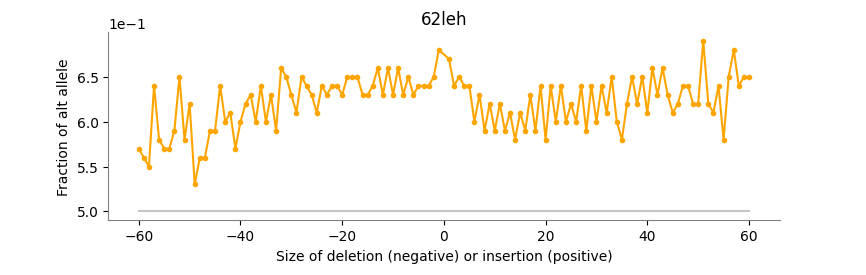 62leh
1e−1
Fraction of alt allele
6.5
6.0
5.5
5.0
−60 −40 −20 0 20 40 60
Size of deletion (negative) or insertion (positive)